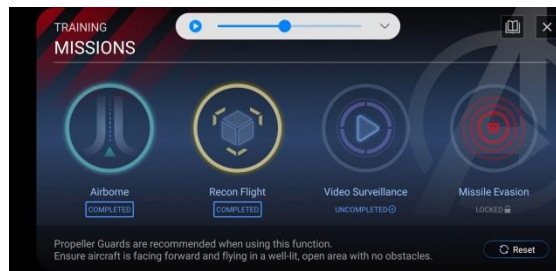 TRAINING
MISSIONS
Airborne
COMPLETED
Recon Flight
COMPLETED
Video Surveillance
UNCOMPLETED
Missile Evasion
LOCKED
Propeller Guards are recommended when using this function.
Ensure aircraft is facing forward and flying in a well-lit, open area with no obstacles.
Reset